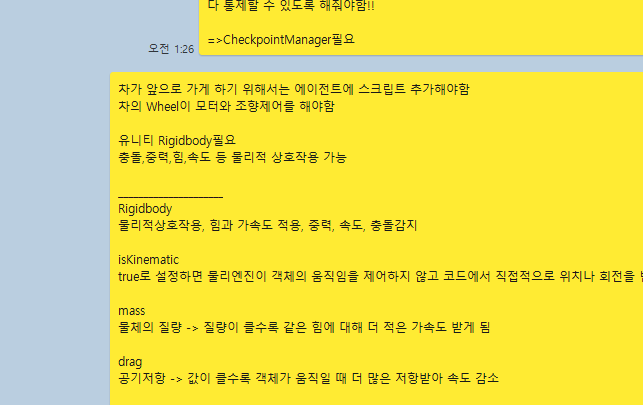 다 통제할 수 있도록 해줘야함!!
=>CheckpointManager필요
오전 1:26
차가 앞으로 가게 하기 위해서는 에이전트에 스크립트 추가해야함
차의 Wheel이 모터와 조향제어를 해야함
유니티 Rigidbody필요
충돌,중력,힘,속도 등 물리적 상호작용 가능
____________________
Rigidbody
물리적상호작용, 힘과 가속도 적용, 중력, 속도, 충돌감지
isKinematic
true로 설정하면 물리엔진이 객체의 움직임을 제어하지 않고 코드에서 직접적으로 위치나 회전을
mass
물체의 질량 -> 질량이 클수록 같은 힘에 대해 더 적은 가속도 받게 됨
drag
공기저항 -> 값이 클수록 객체가 움직일 때 더 많은 저항받아 속도 감소